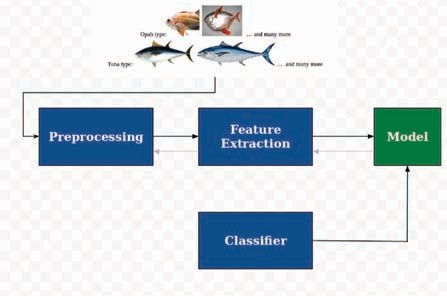 Opah type: ... and many more
Tuna type: ... and many more
Preprocessing
Feature
Extraction
Model
Classifier